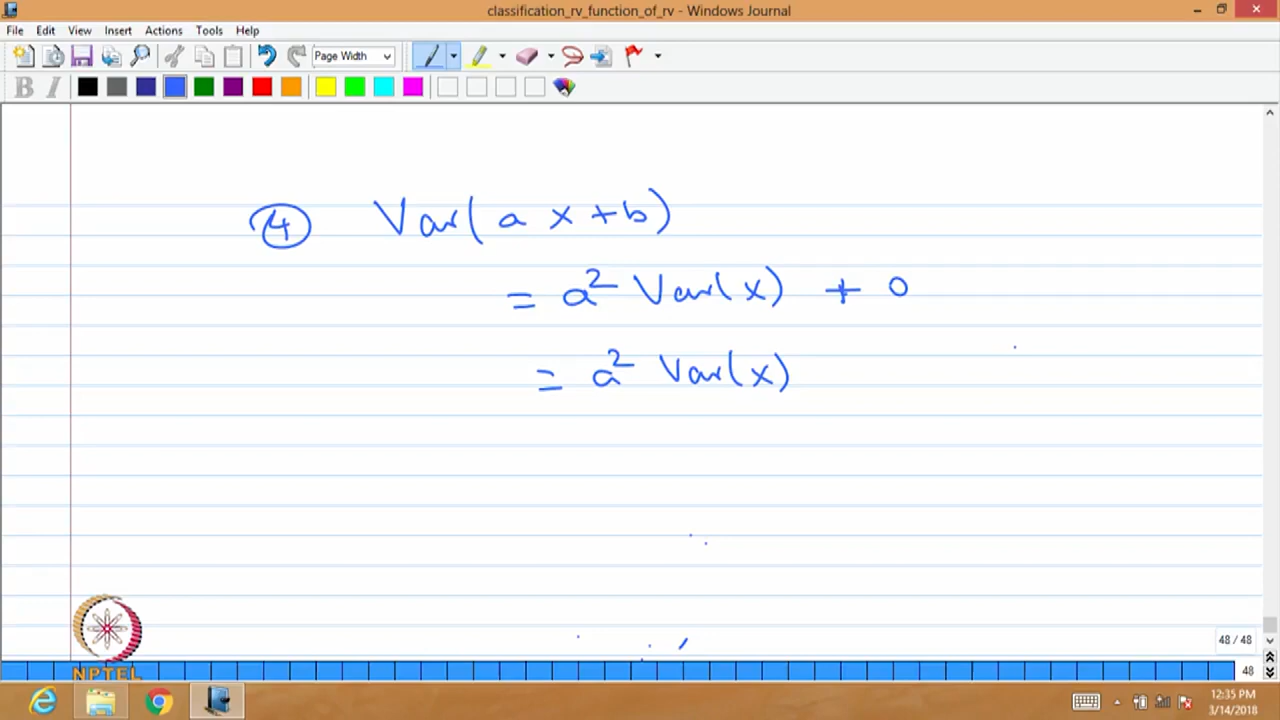 classification_rv_function_of_rv - Windows Journal
File Edit View Insert Actions Tools Help
Page Width
B I
④ Var(a x+b)
= a² Var(x) + 0
= a² Var(x)
48 / 48
NPTEL 48
12:35 PM
3/14/2018